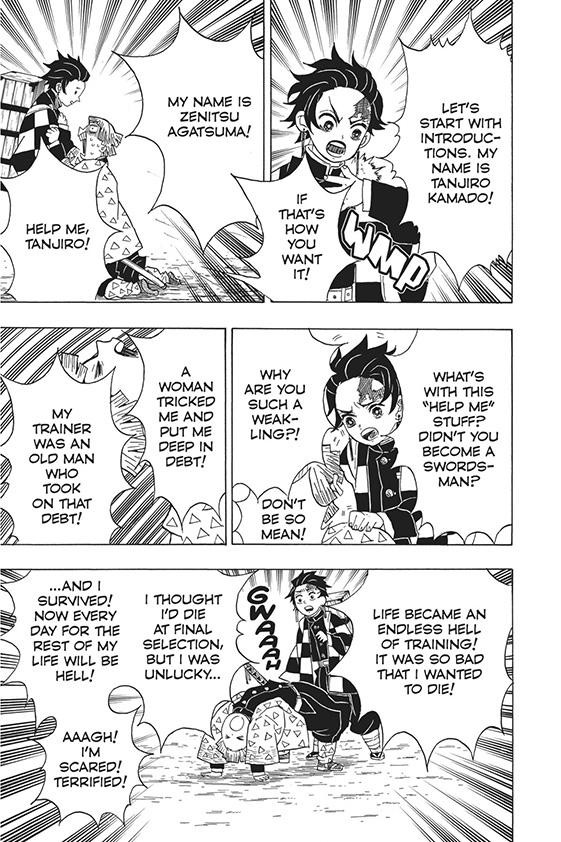 LET'S
START WITH
INTRODUC-
TIONS. MY
NAME IS
TANJIRO
KAMADO!
IF
THAT'S
HOW
YOU
WANT
IT!
WMP
MY NAME IS
ZENITSU
AGATSUMA!
HELP ME,
TANJIRO!
WHAT'S
WITH THIS
"HELP ME"
STUFF?
DIDN'T YOU
BECOME A
SWORDS-
MAN?
WHY
ARE YOU
SUCH A
WEAK-
LING?!
DON'T
BE SO
MEAN!
A
WOMAN
TRICKED
ME AND
PUT ME
DEEP IN
DEBT!
MY
TRAINER
WAS AN
OLD MAN
WHO
TOOK
ON THAT
DEBT!
LIFE BECAME AN
ENDLESS HELL
OF TRAINING!
IT WAS SO BAD
THAT I WANTED
TO DIE!
GWAAAH
I THOUGHT
I'D DIE
AT FINAL
SELECTION,
BUT I WAS
UNLUCKY...
...AND I
SURVIVED!
NOW EVERY
DAY FOR THE
REST OF MY
LIFE WILL BE
HELL!
AAAGH!
I'M
SCARED!
TERRIFIED!